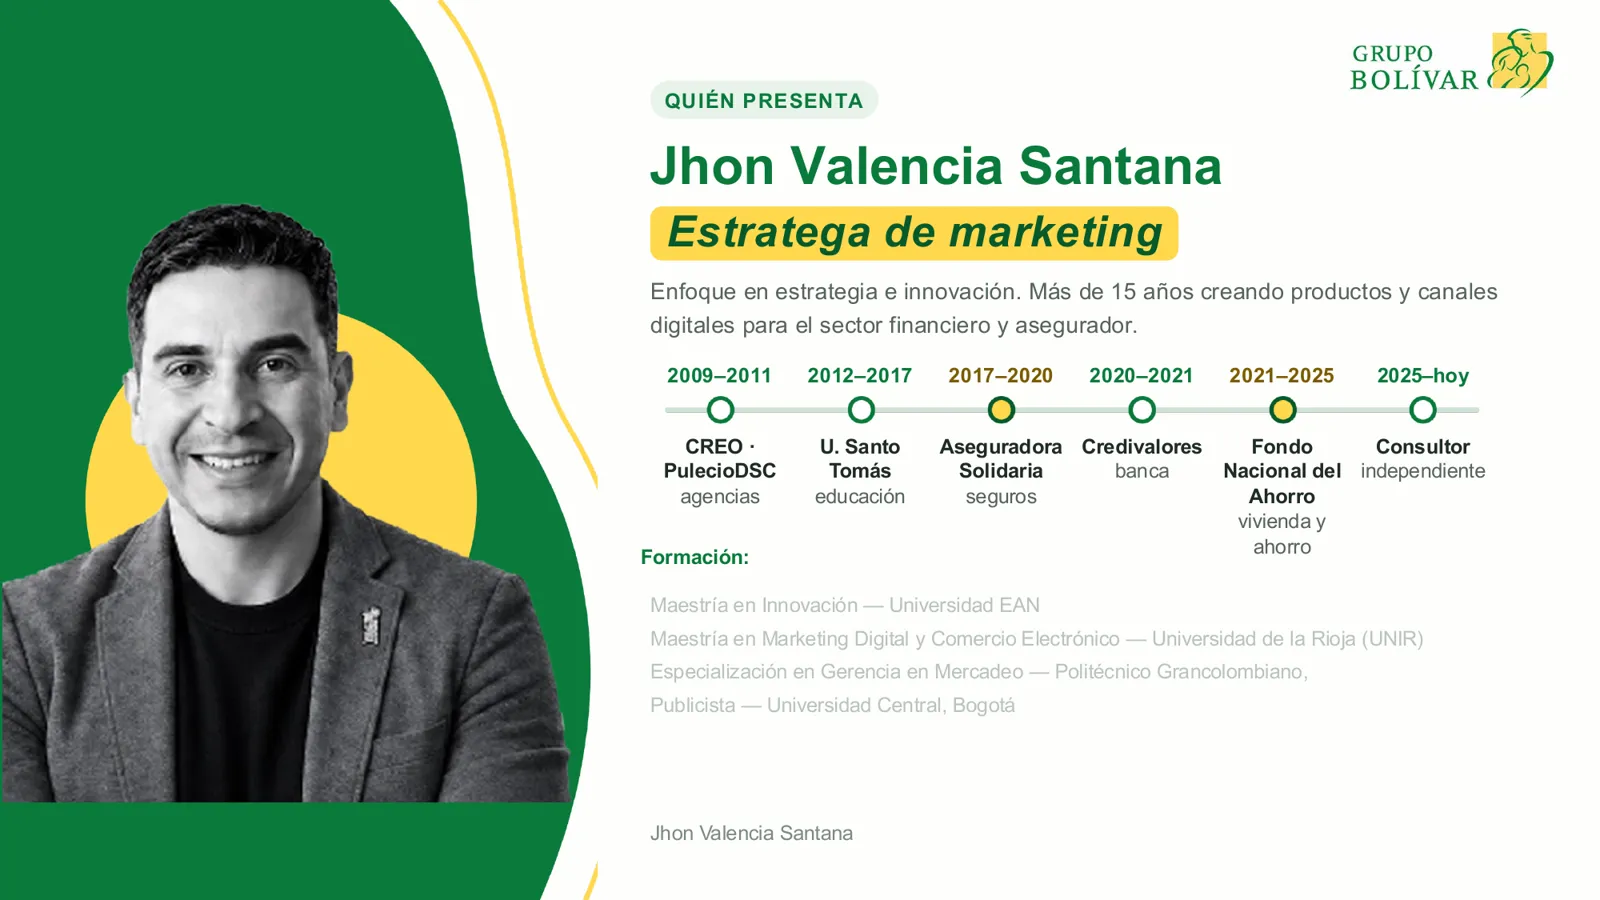 GRUPO
BOLÍVAR
QUIÉN PRESENTA
Jhon Valencia Santana
Estratega de marketing
Enfoque en estrategia e innovación. Más de 15 años creando productos y canales
digitales para el sector financiero y asegurador.
2009–2011
CREO ·
PulecioDSC
agencias
2012–2017
U. Santo
Tomás
educación
2017–2020
Aseguradora
Solidaria
seguros
2020–2021
Credivalores
banca
2021–2025
Fondo
Nacional del
Ahorro
vivienda y
ahorro
2025–hoy
Consultor
independiente
Formación:
Maestría en Innovación — Universidad EAN
Maestría en Marketing Digital y Comercio Electrónico — Universidad de la Rioja (UNIR)
Especialización en Gerencia en Mercadeo — Politécnico Grancolombiano,
Publicista — Universidad Central, Bogotá
Jhon Valencia Santana